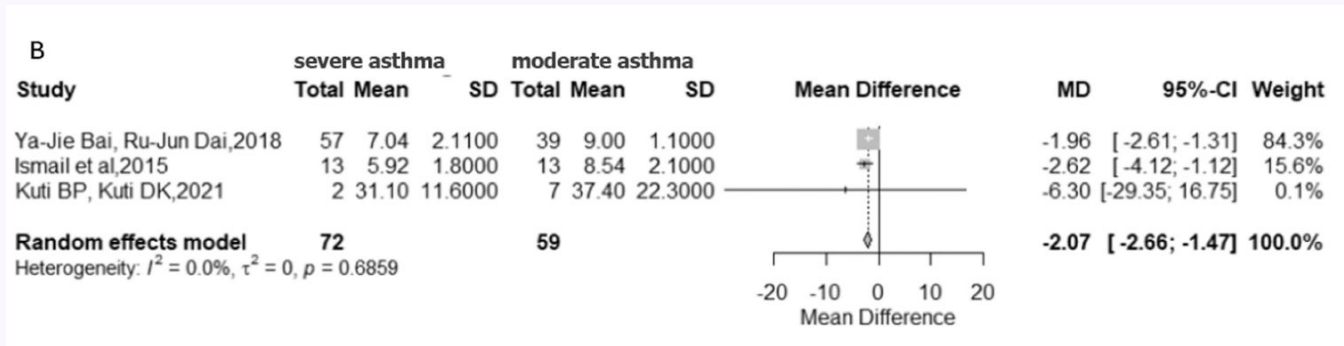 B
severe asthma moderate asthma
Study Total Mean SD Total Mean SD Mean Difference MD 95%-CI Weight
Ya-Jie Bai, Ru-Jun Dai,2018 57 7.04 2.1100 39 9.00 1.1000 -1.96 [-2.61; -1.31] 84.3%
Ismail et al,2015 13 5.92 1.8000 13 8.54 2.1000 -2.62 [-4.12; -1.12] 15.6%
Kuti BP, Kuti DK,2021 2 31.10 11.6000 7 37.40 22.3000 -6.30 [-29.35; 16.75] 0.1%
Random effects model 72 59 -2.07 [-2.66; -1.47] 100.0%
Heterogeneity: I² = 0.0%, τ² = 0, p = 0.6859
-20 -10 0 10 20
Mean Difference